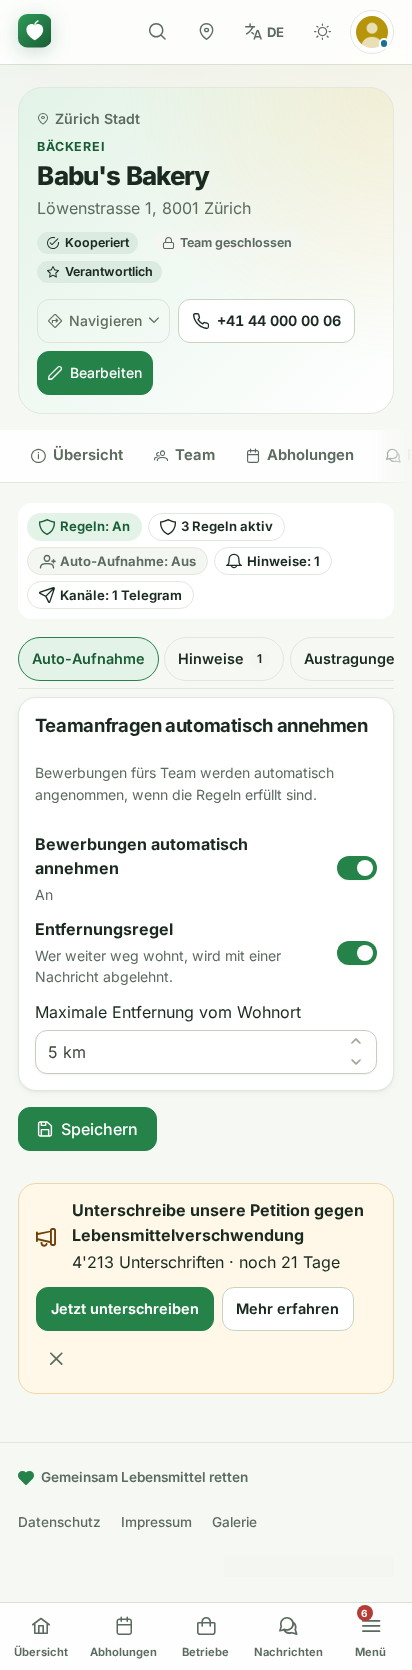 DE
Zürich Stadt
BÄCKEREI
Babu's Bakery
Löwenstrasse 1, 8001 Zürich
Kooperiert Team geschlossen
Verantwortlich
Navigieren +41 44 000 00 06
Bearbeiten
Übersicht Team Abholungen
Regeln: An 3 Regeln aktiv
Auto-Aufnahme: Aus Hinweise: 1
Kanäle: 1 Telegram
Auto-Aufnahme Hinweise 1 Austragunge
Teamanfragen automatisch annehmen
Bewerbungen fürs Team werden automatisch
angenommen, wenn die Regeln erfüllt sind.
Bewerbungen automatisch
annehmen
An
Entfernungsregel
Wer weiter weg wohnt, wird mit einer
Nachricht abgelehnt.
Maximale Entfernung vom Wohnort
5 km
Speichern
Unterschreibe unsere Petition gegen
Lebensmittelverschwendung
4'213 Unterschriften · noch 21 Tage
Jetzt unterschreiben Mehr erfahren
Gemeinsam Lebensmittel retten
Datenschutz Impressum Galerie
6
Übersicht Abholungen Betriebe Nachrichten Menü